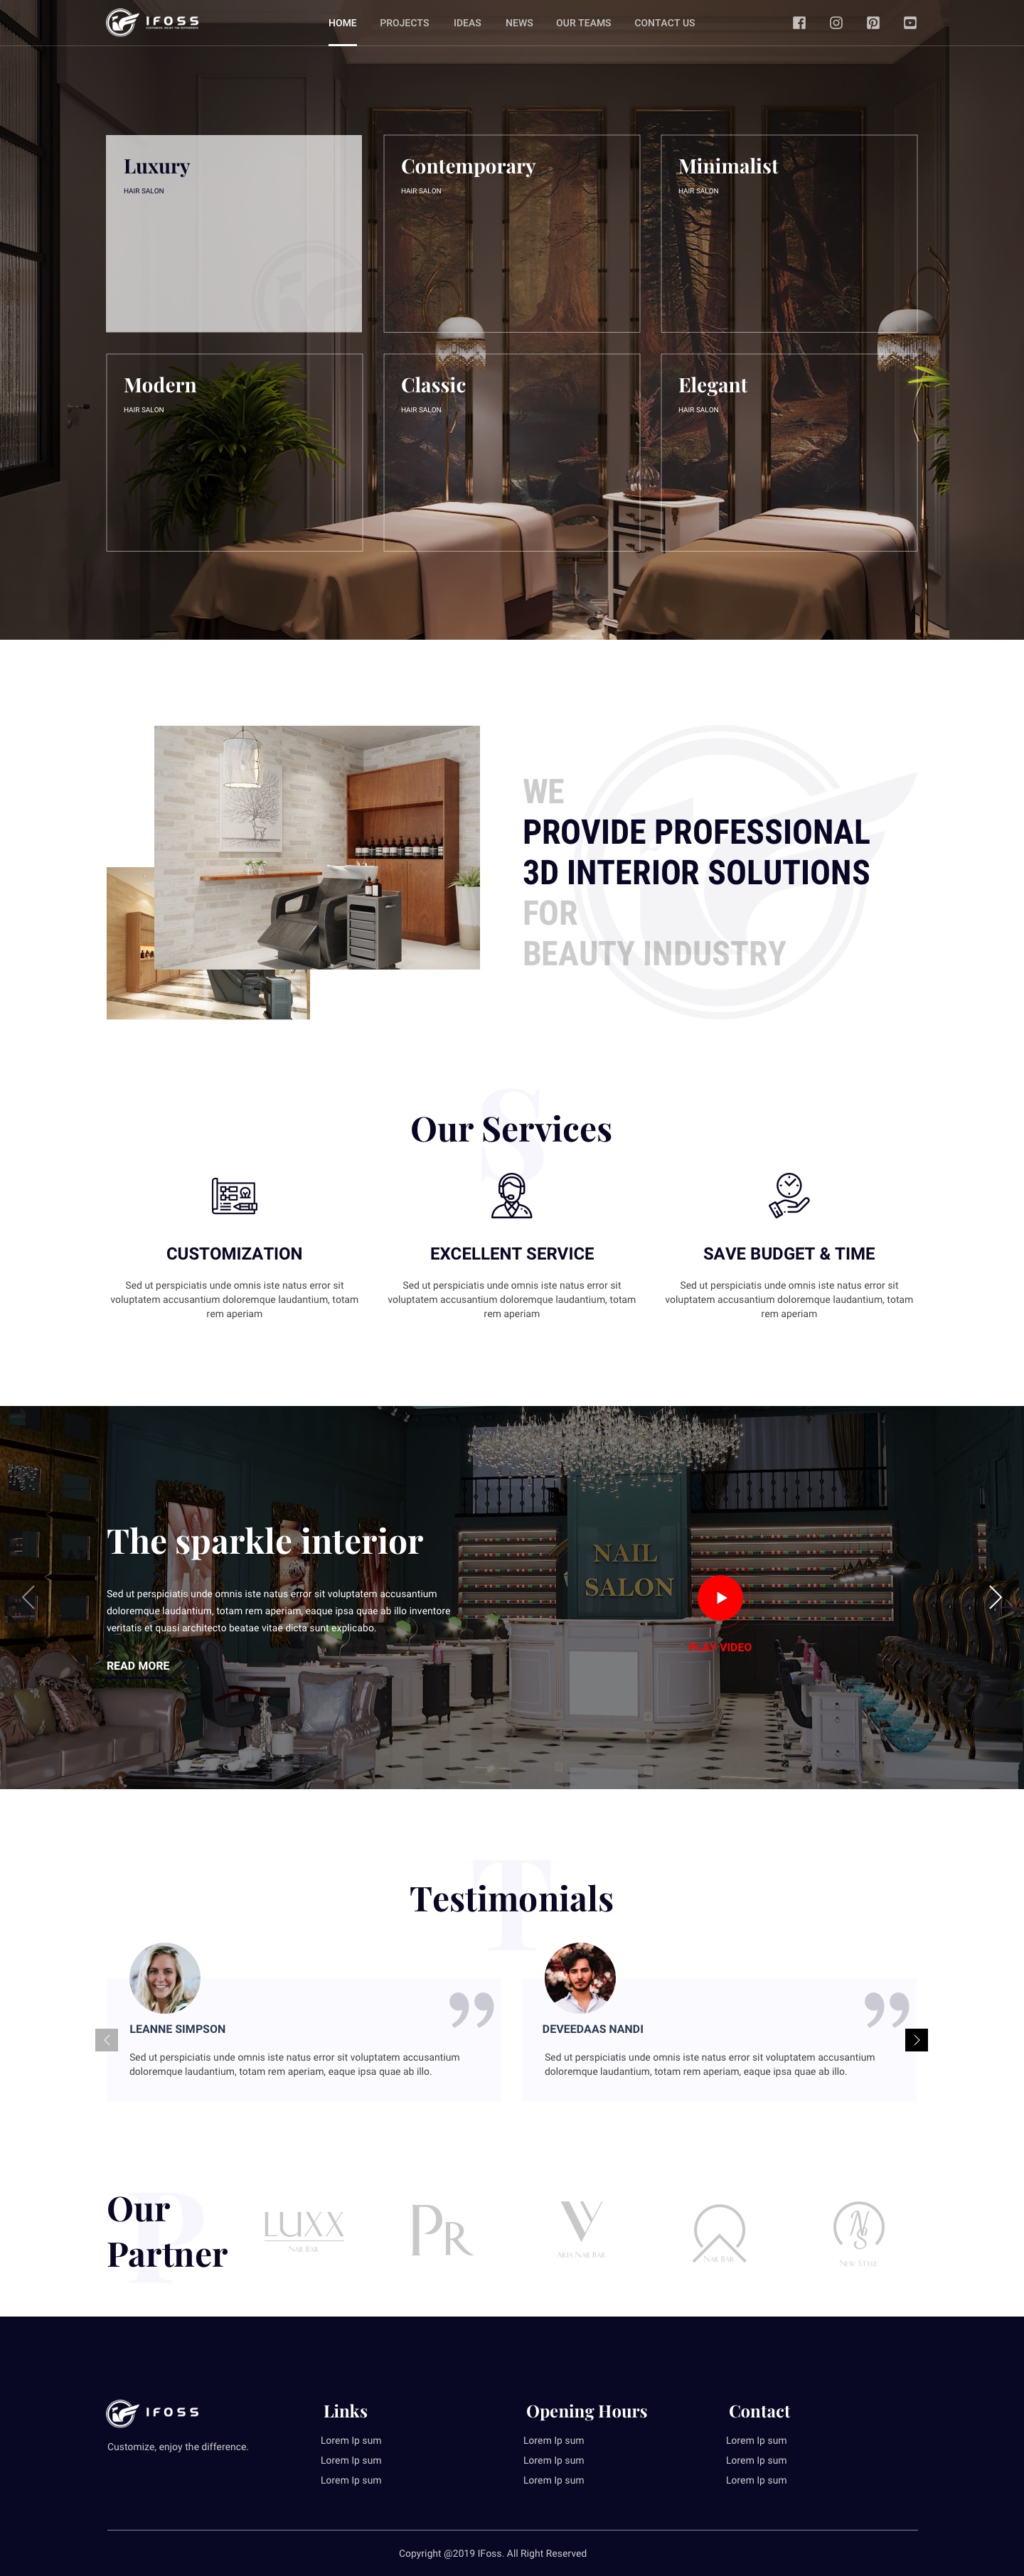 IFOSS
CUSTOMIZE, ENJOY THE DIFFERENCE
HOME
PROJECTS
IDEAS
NEWS
OUR TEAMS
CONTACT US
Luxury
HAIR SALON
Contemporary
HAIR SALON
Minimalist
HAIR SALON
Modern
HAIR SALON
Classic
HAIR SALON
Elegant
HAIR SALON
WE
PROVIDE PROFESSIONAL
3D INTERIOR SOLUTIONS
FOR
BEAUTY INDUSTRY
S
Our Services
CUSTOMIZATION
Sed ut perspiciatis unde omnis iste natus error sit
voluptatem accusantium doloremque laudantium, totam
rem aperiam
EXCELLENT SERVICE
Sed ut perspiciatis unde omnis iste natus error sit
voluptatem accusantium doloremque laudantium, totam
rem aperiam
SAVE BUDGET & TIME
Sed ut perspiciatis unde omnis iste natus error sit
voluptatem accusantium doloremque laudantium, totam
rem aperiam
The sparkle interior
Sed ut perspiciatis unde omnis iste natus error sit voluptatem accusantium
doloremque laudantium, totam rem aperiam, eaque ipsa quae ab illo inventore
veritatis et quasi architecto beatae vitae dicta sunt explicabo.
READ MORE
NAIL
SALON
PLAY VIDEO
T
Testimonials
LEANNE SIMPSON
Sed ut perspiciatis unde omnis iste natus error sit voluptatem accusantium
doloremque laudantium, totam rem aperiam, eaque ipsa quae ab illo.
DEVEEDAAS NANDI
Sed ut perspiciatis unde omnis iste natus error sit voluptatem accusantium
doloremque laudantium, totam rem aperiam, eaque ipsa quae ab illo.
P
Our
Partner
LUXX
NAIL BAR
PR
V
ARIA NAIL BAR
NAIL BAR
NS
NEW STYLE
IFOSS
Customize, enjoy the difference.
Links
Lorem Ip sum
Lorem Ip sum
Lorem Ip sum
Opening Hours
Lorem Ip sum
Lorem Ip sum
Lorem Ip sum
Contact
Lorem Ip sum
Lorem Ip sum
Lorem Ip sum
Copyright @2019 IFoss. All Right Reserved